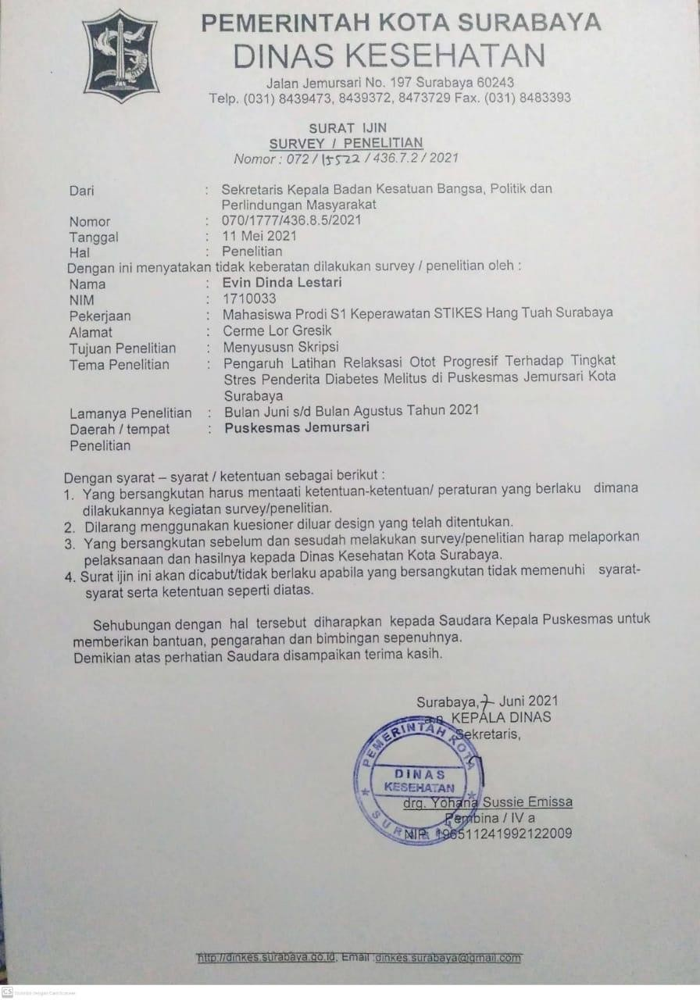 PEMERINTAH KOTA SURABAYA
DINAS KESEHATAN
Jalan Jemursari No. 197 Surabaya 60243
Telp. (031) 8439473, 8439372, 8473729 Fax. (031) 8483393
SURAT IJIN
SURVEY / PENELITIAN
Nomor : 072 / 15522 / 436.7.2 / 2021
Dari : Sekretaris Kepala Badan Kesatuan Bangsa, Politik dan
Perlindungan Masyarakat
Nomor : 070/1777/436.8.5/2021
Tanggal : 11 Mei 2021
Hal : Penelitian
Dengan ini menyatakan tidak keberatan dilakukan survey / penelitian oleh :
Nama : Evin Dinda Lestari
NIM : 1710033
Pekerjaan : Mahasiswa Prodi S1 Keperawatan STIKES Hang Tuah Surabaya
Alamat : Cerme Lor Gresik
Tujuan Penelitian : Menyususn Skripsi
Tema Penelitian : Pengaruh Latihan Relaksasi Otot Progresif Terhadap Tingkat
Stres Penderita Diabetes Melitus di Puskesmas Jemursari Kota
Surabaya
Lamanya Penelitian : Bulan Juni s/d Bulan Agustus Tahun 2021
Daerah / tempat : Puskesmas Jemursari
Penelitian
Dengan syarat – syarat / ketentuan sebagai berikut :
1. Yang bersangkutan harus mentaati ketentuan-ketentuan/ peraturan yang berlaku dimana
dilakukannya kegiatan survey/penelitian.
2. Dilarang menggunakan kuesioner diluar design yang telah ditentukan.
3. Yang bersangkutan sebelum dan sesudah melakukan survey/penelitian harap melaporkan
pelaksanaan dan hasilnya kepada Dinas Kesehatan Kota Surabaya.
4. Surat ijin ini akan dicabut/tidak berlaku apabila yang bersangkutan tidak memenuhi syarat-
syarat serta ketentuan seperti diatas.
Sehubungan dengan hal tersebut diharapkan kepada Saudara Kepala Puskesmas untuk
memberikan bantuan, pengarahan dan bimbingan sepenuhnya.
Demikian atas perhatian Saudara disampaikan terima kasih.
Surabaya, 7 Juni 2021
a.n. KEPALA DINAS
Sekretaris,
PEMERINTAH KOTA
DINAS
KESEHATAN
SURABAYA
drg. Yohana Sussie Emissa
Pembina / IV a
NIP. 196511241992122009
http://dinkes.surabaya.go.id, Email :dinkes.surabaya@gmail.com
CS Dipindai dengan CamScanner